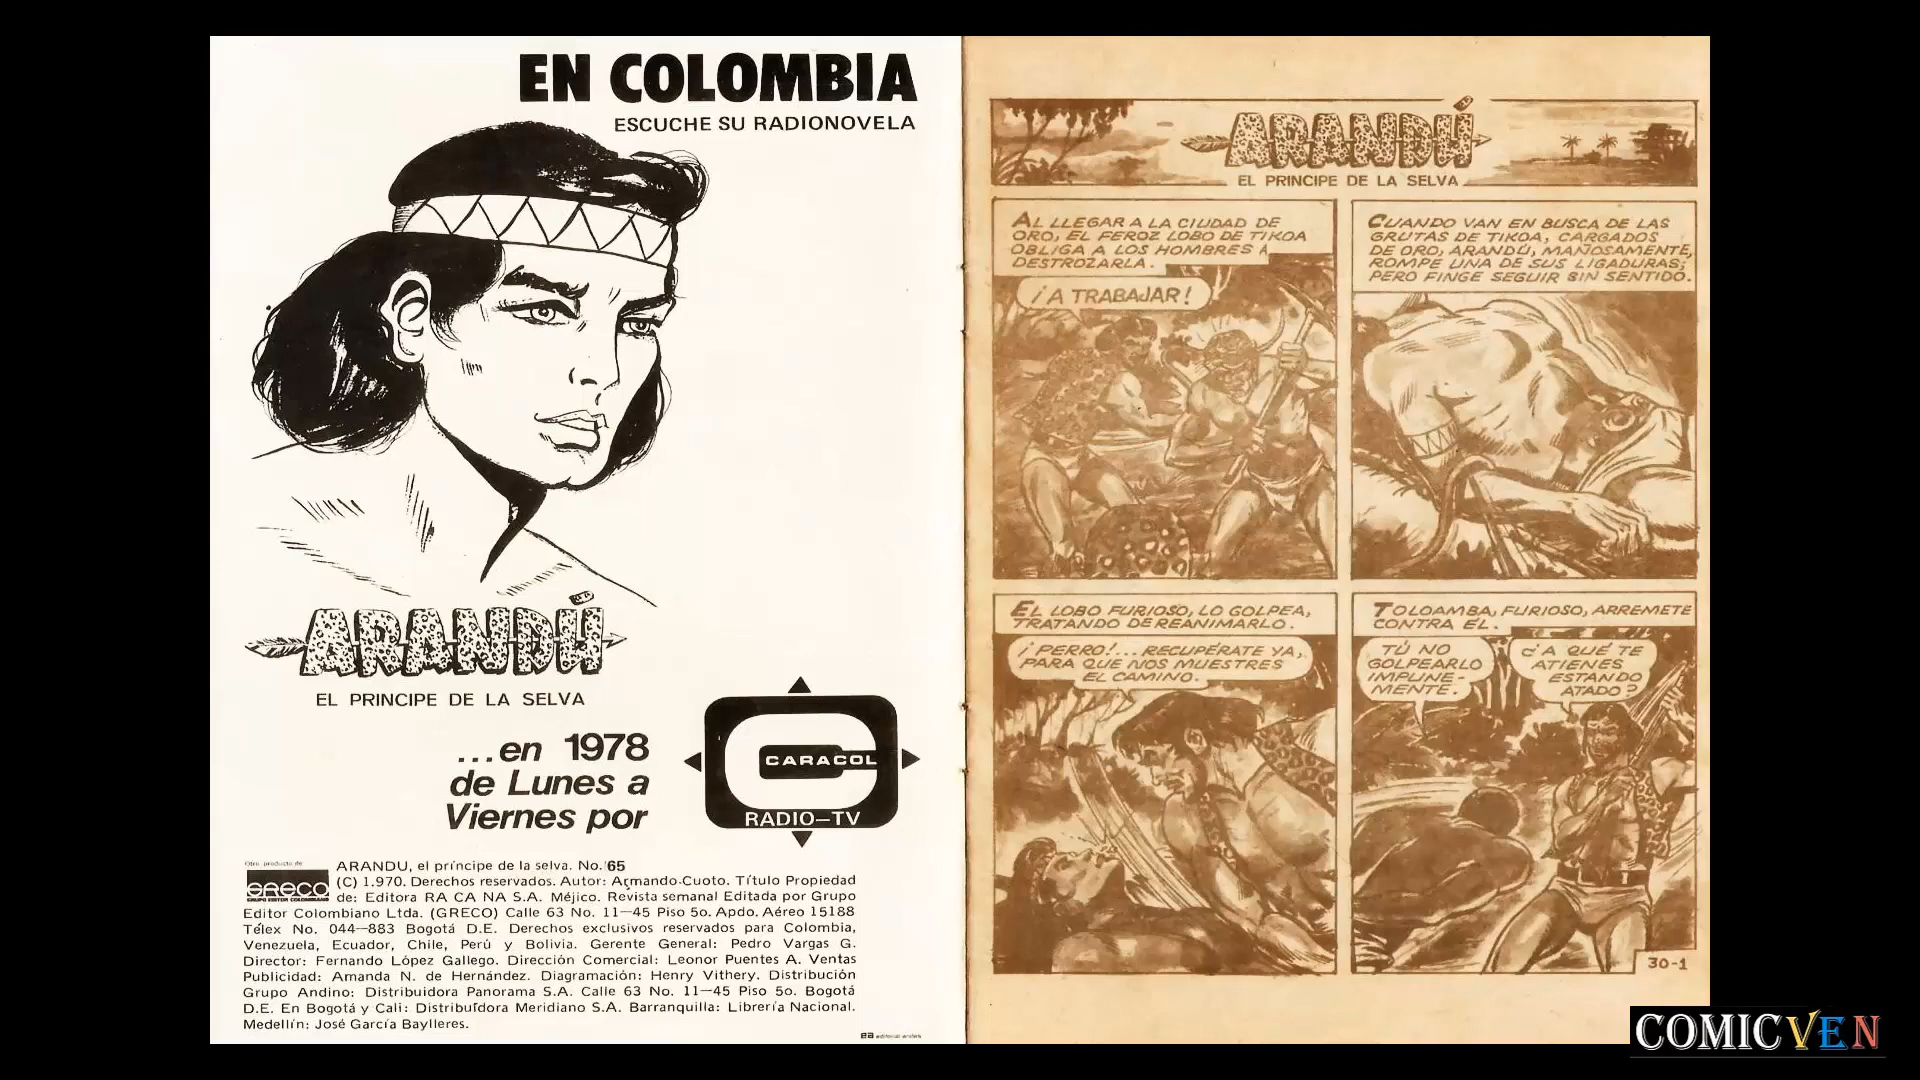 EN COLOMBIA
ESCUCHE SU RADIONOVELA
ARANDÚ
EL PRINCIPE DE LA SELVA
...en 1978
de Lunes a
Viernes por
CARACOL
RADIO—TV
Otro producto de
GRECO
GRUPO EDITOR COLOMBIANO
ARANDU, el príncipe de la selva. No. 65
(C) 1.970. Derechos reservados. Autor: Armando Cuoto. Título Propiedad
de: Editora RA CA NA S.A. Méjico. Revista semanal Editada por Grupo
Editor Colombiano Ltda. (GRECO) Calle 63 No. 11—45 Piso 5o. Apdo. Aéreo 15188
Télex No. 044—883 Bogotá D.E. Derechos exclusivos reservados para Colombia,
Venezuela, Ecuador, Chile, Perú y Bolivia. Gerente General: Pedro Vargas G.
Director: Fernando López Gallego. Dirección Comercial: Leonor Puentes A. Ventas
Publicidad: Amanda N. de Hernández. Diagramación: Henry Vithery. Distribución
Grupo Andino: Distribuidora Panorama S.A. Calle 63 No. 11—45 Piso 5o. Bogotá
D.E. En Bogotá y Cali: Distribuídora Meridiano S.A. Barranquilla: Librería Nacional.
Medellín: José García Baylleres.
ea editorial andes
ARANDÚ
EL PRINCIPE DE LA SELVA
AL LLEGAR A LA CIUDAD DE
ORO, EL FEROZ LOBO DE TIKOA
OBLIGA A LOS HOMBRES A
DESTROZARLA.
¡A TRABAJAR!
CUANDO VAN EN BUSCA DE LAS
GRUTAS DE TIKOA, CARGADOS
DE ORO, ARANDÚ, MAÑOSAMENTE,
ROMPE UNA DE SUS LIGADURAS;
PERO FINGE SEGUIR SIN SENTIDO.
EL LOBO FURIOSO, LO GOLPEA,
TRATANDO DE REANIMARLO.
¡PERRO!... RECUPÉRATE YA,
PARA QUE NOS MUESTRES
EL CAMINO.
TOLOAMBA, FURIOSO, ARREMETE
CONTRA EL.
TÚ NO
GOLPEARLO
IMPUNE-
MENTE.
¿A QUÉ TE
ATIENES
ESTANDO
ATADO?
30-1
COMICVEN